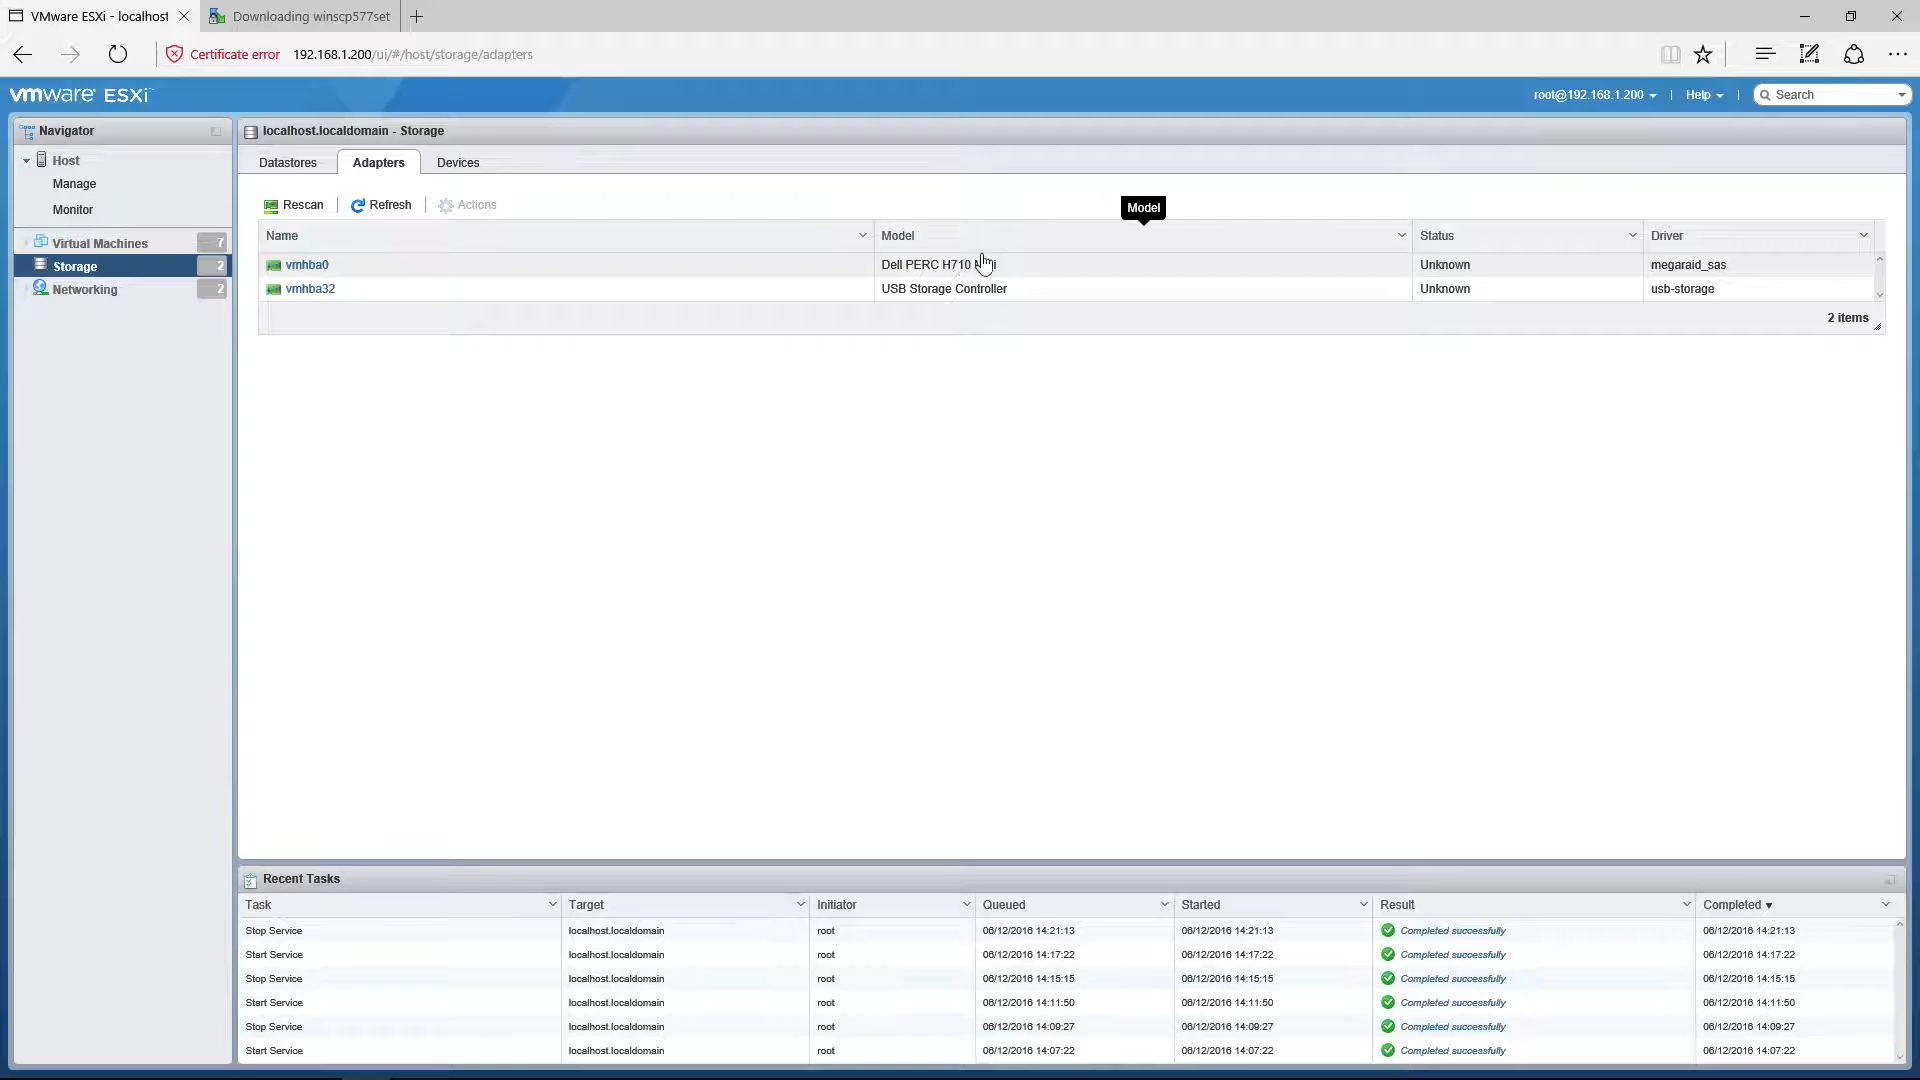 VMware ESXi - localhost
Downloading winscp577set
Certificate error 192.168.1.200/ui/#/host/storage/adapters
vmware ESXi
root@192.168.1.200 | Help | Search
Navigator
Host
Manage
Monitor
Virtual Machines 7
Storage 2
Networking 2
localhost.localdomain - Storage
Datastores Adapters Devices
Rescan Refresh Actions
Model
Name Model Status Driver
vmhba0 Dell PERC H710 Unknown megaraid_sas
vmhba32 USB Storage Controller Unknown usb-storage
2 items
Recent Tasks
Task Target Initiator Queued Started Result Completed
Stop Service localhost.localdomain root 06/12/2016 14:21:13 06/12/2016 14:21:13 Completed successfully 06/12/2016 14:21:13
Start Service localhost.localdomain root 06/12/2016 14:17:22 06/12/2016 14:17:22 Completed successfully 06/12/2016 14:17:22
Stop Service localhost.localdomain root 06/12/2016 14:15:15 06/12/2016 14:15:15 Completed successfully 06/12/2016 14:15:15
Start Service localhost.localdomain root 06/12/2016 14:11:50 06/12/2016 14:11:50 Completed successfully 06/12/2016 14:11:50
Stop Service localhost.localdomain root 06/12/2016 14:09:27 06/12/2016 14:09:27 Completed successfully 06/12/2016 14:09:27
Start Service localhost.localdomain root 06/12/2016 14:07:22 06/12/2016 14:07:22 Completed successfully 06/12/2016 14:07:22